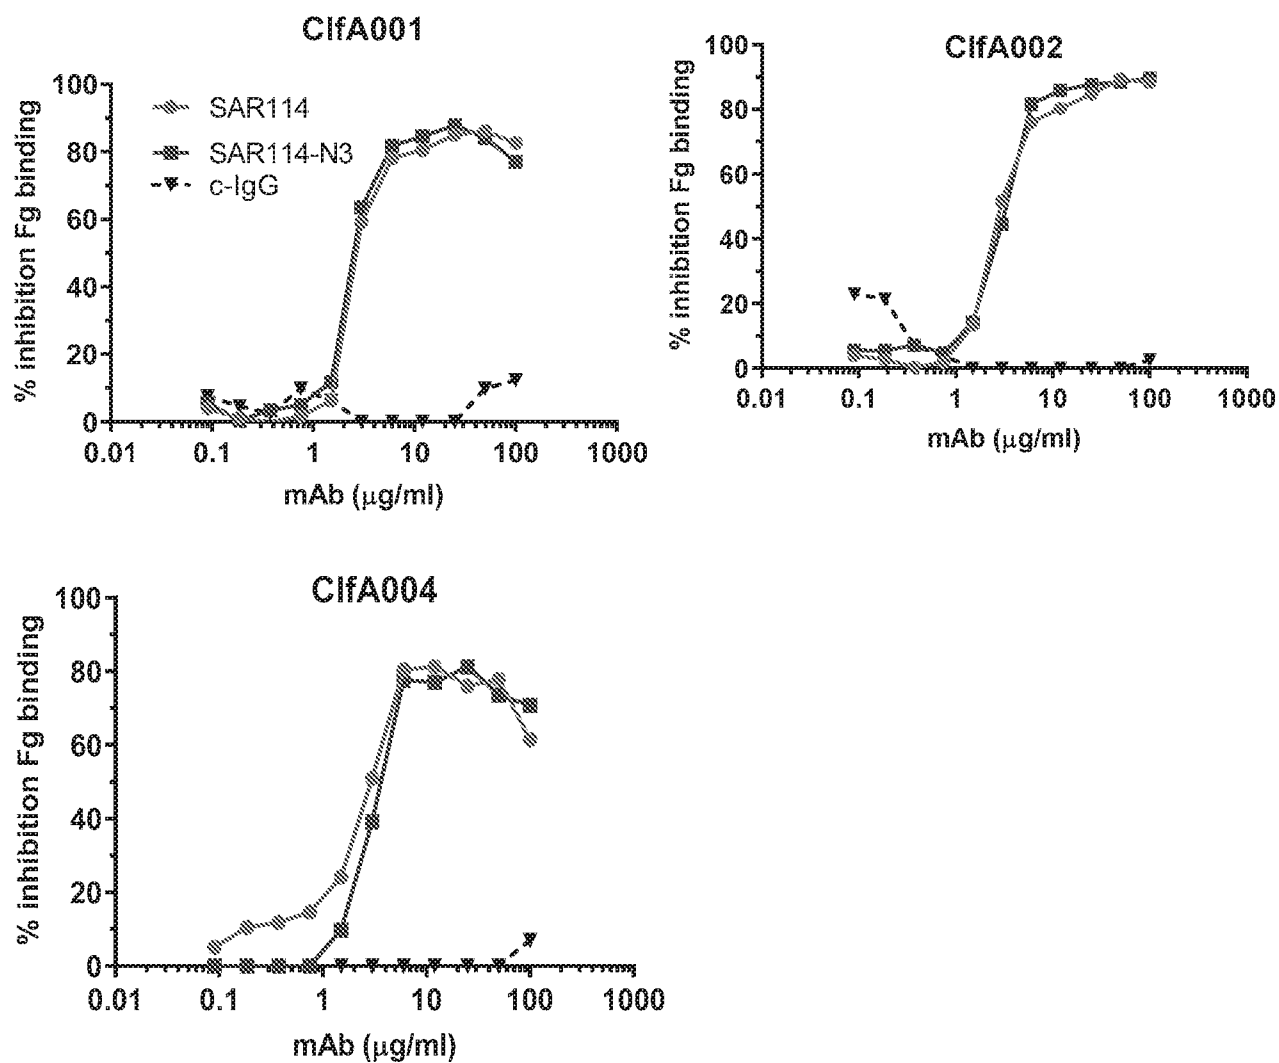 ClfA001
% inhibition Fg binding
100
80
60
40
20
0
SAR114
SAR114-N3
c-IgG
0.01 0.1 1 10 100 1000
mAb (μg/ml)
ClfA002
% inhibition Fg binding
100
80
60
40
20
0
0.01 0.1 1 10 100 1000
mAb (μg/ml)
ClfA004
% inhibition Fg binding
100
80
60
40
20
0
0.01 0.1 1 10 100 1000
mAb (μg/ml)